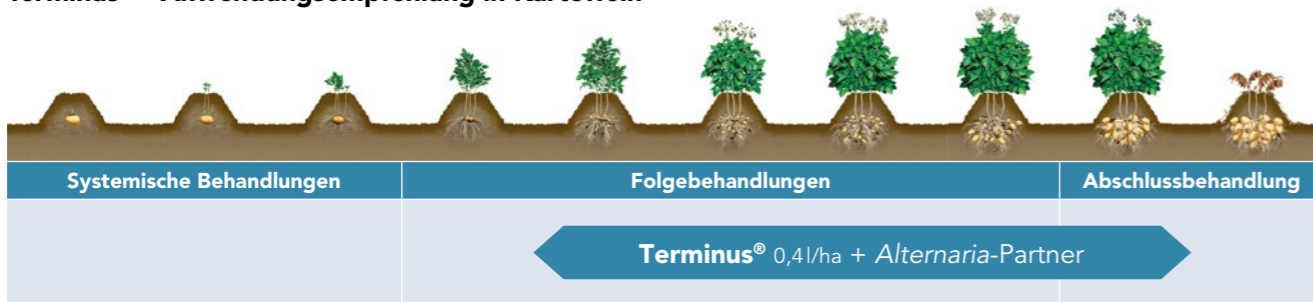 Systemische Behandlungen
Folgebehandlungen
Abschlussbehandlung
Terminus® 0,4 l/ha + Alternaria-Partner